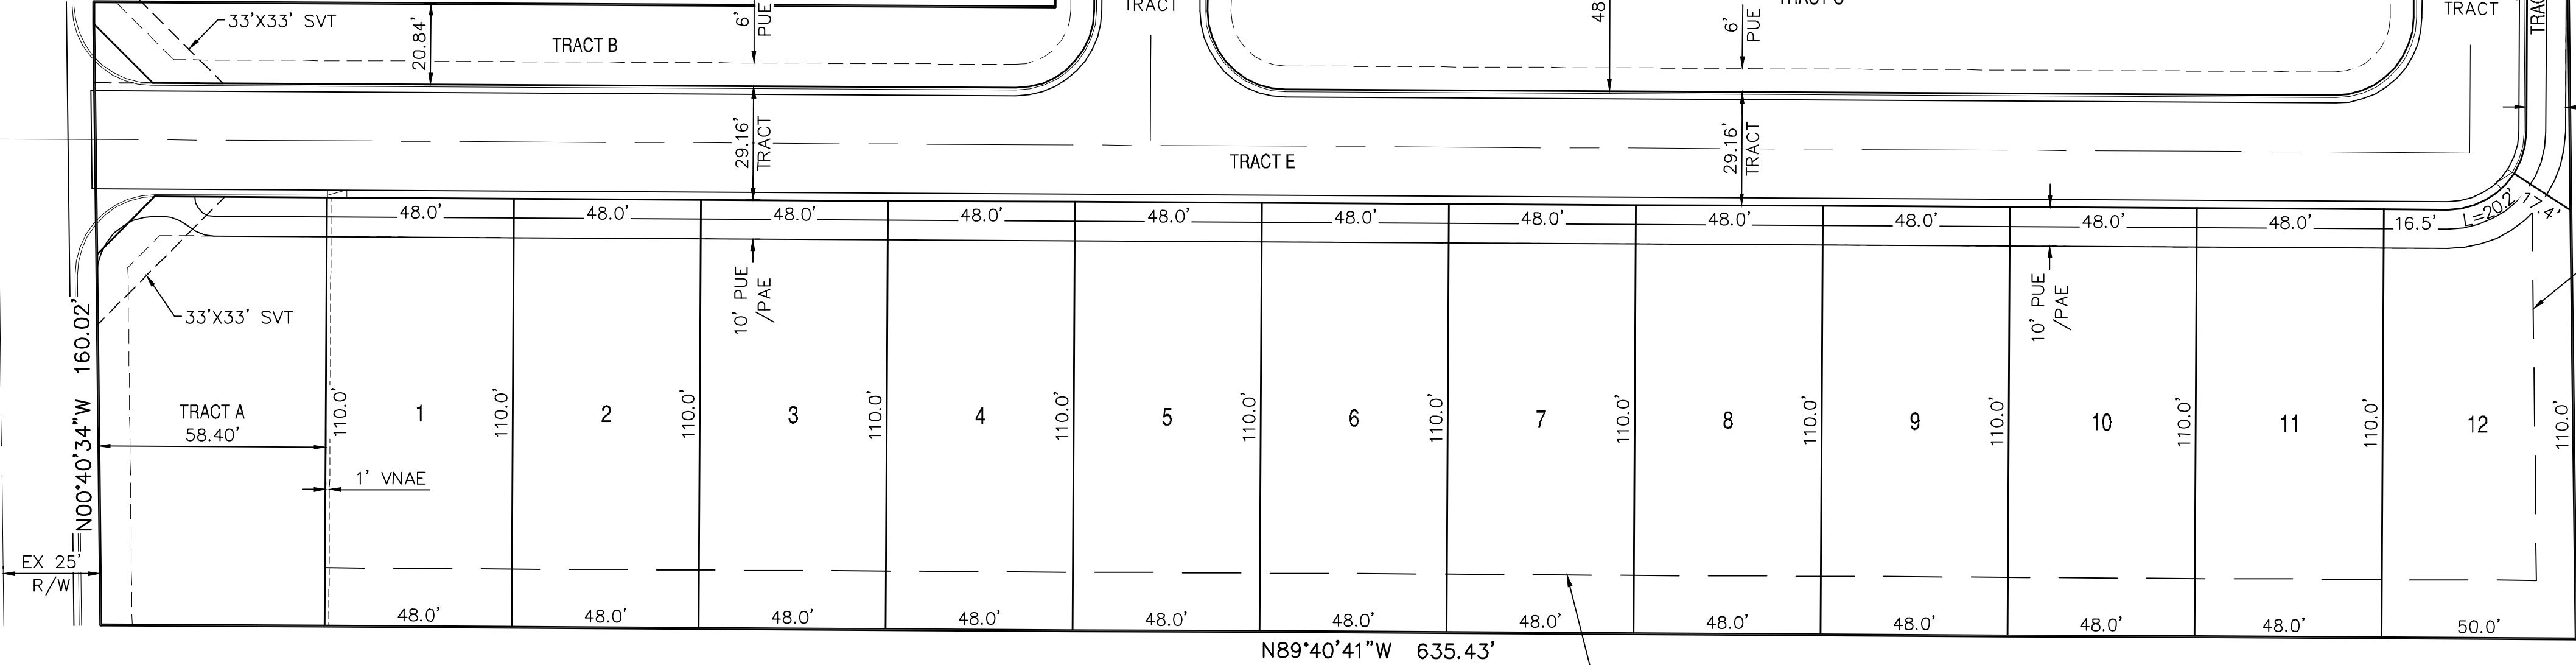 TRACT
TRACT C
TRACT
TRACT
33'X33' SVT
20.84'
TRACT B
6'
PUE
48
6'
PUE
29.16'
TRACT
TRACT E
29.16'
TRACT
48.0' 48.0' 48.0' 48.0' 48.0' 48.0' 48.0' 48.0' 48.0' 48.0' 48.0' 16.5' L=20.2' 17.4'
33'X33' SVT
10' PUE
/PAE
10' PUE
/PAE
N00°40'34"W 160.02'
TRACT A
58.40'
110.0' 1 110.0' 2 110.0' 3 110.0' 4 110.0' 5 110.0' 6 110.0' 7 110.0' 8 110.0' 9 110.0' 10 110.0' 11 110.0' 12 110.0'
1' VNAE
EX 25'
R/W
48.0' 48.0' 48.0' 48.0' 48.0' 48.0' 48.0' 48.0' 48.0' 48.0' 48.0' 50.0'
N89°40'41"W 635.43'